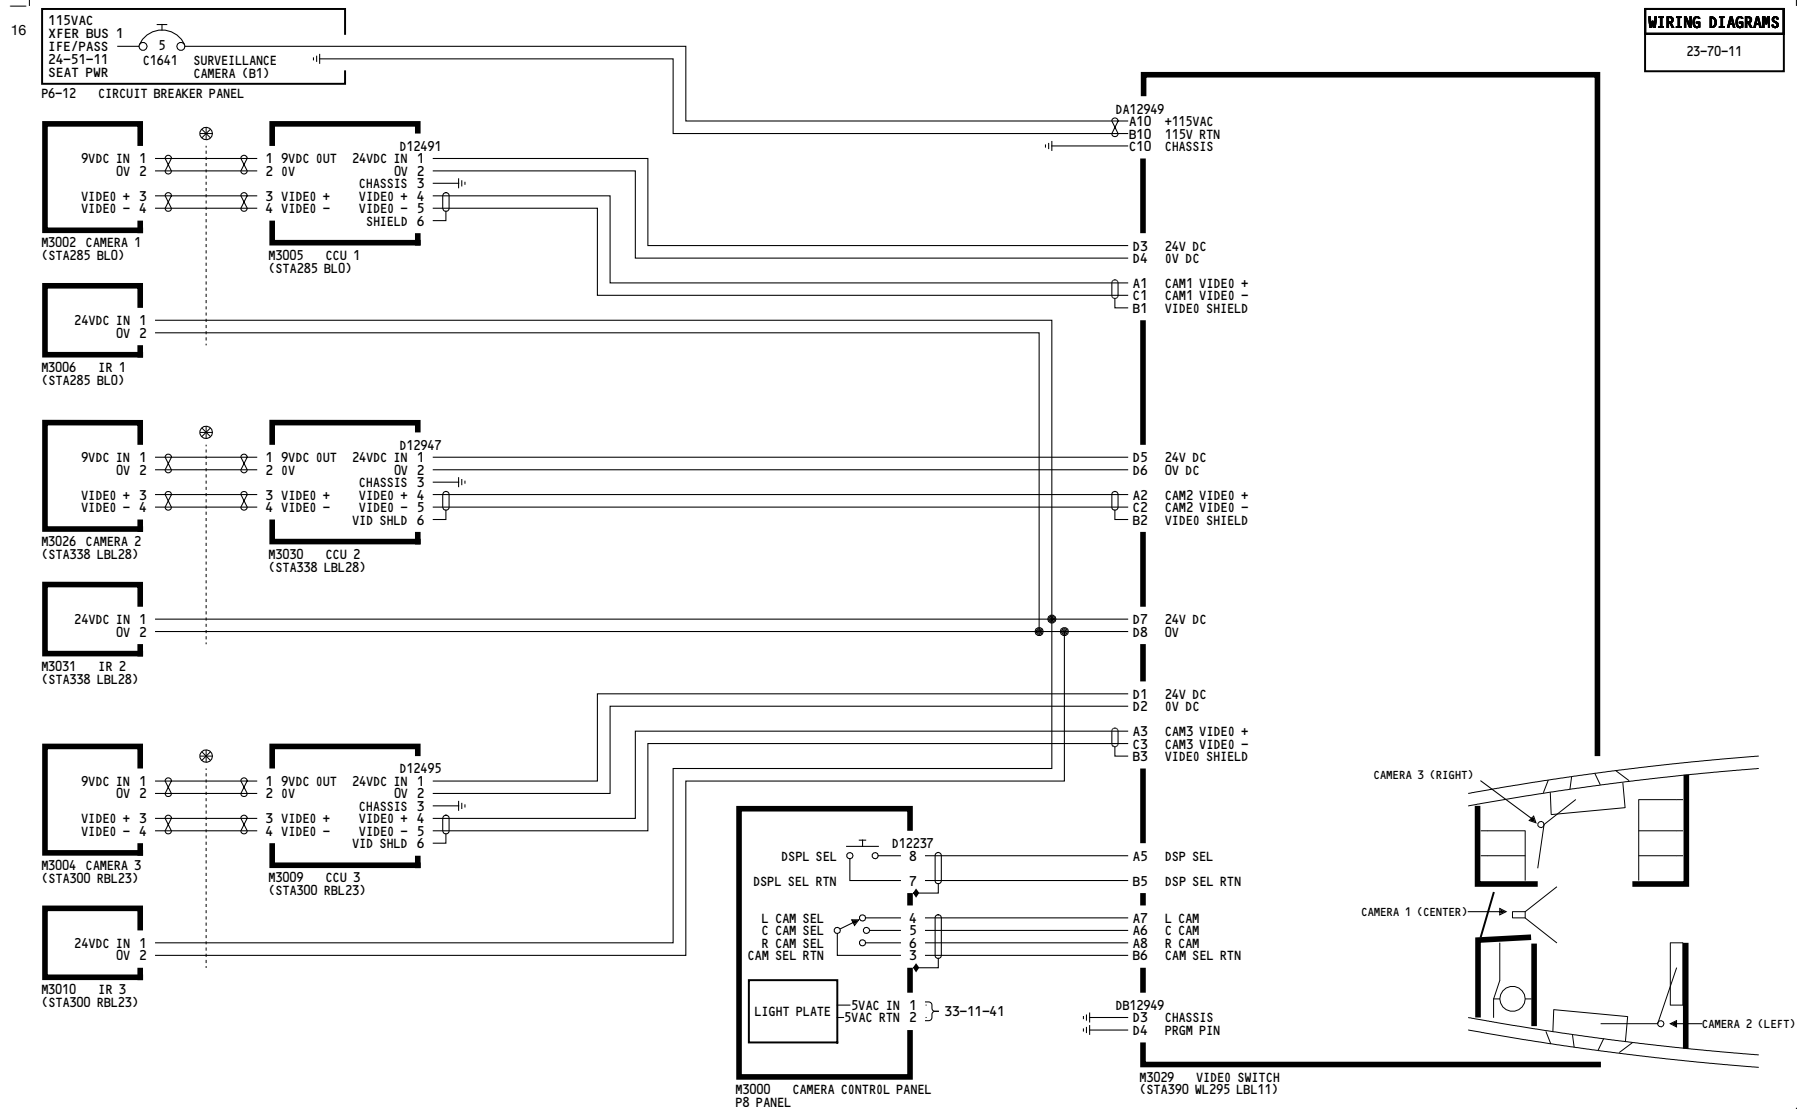 16
WIRING DIAGRAMS
23-70-11
115VAC
XFER BUS 1
IFE/PASS
24-51-11
SEAT PWR
5
C1641
SURVEILLANCE
CAMERA (B1)
P6-12 CIRCUIT BREAKER PANEL
9VDC IN 1
0V 2
VIDEO + 3
VIDEO - 4
M3002 CAMERA 1
(STA285 BL0)
1 9VDC OUT
2 0V
3 VIDEO +
4 VIDEO -
D12491
24VDC IN 1
0V 2
CHASSIS 3
VIDEO + 4
VIDEO - 5
SHIELD 6
M3005 CCU 1
(STA285 BL0)
24VDC IN 1
0V 2
M3006 IR 1
(STA285 BL0)
9VDC IN 1
0V 2
VIDEO + 3
VIDEO - 4
M3026 CAMERA 2
(STA338 LBL28)
1 9VDC OUT
2 0V
3 VIDEO +
4 VIDEO -
D12947
24VDC IN 1
0V 2
CHASSIS 3
VIDEO + 4
VIDEO - 5
VID SHLD 6
M3030 CCU 2
(STA338 LBL28)
24VDC IN 1
0V 2
M3031 IR 2
(STA338 LBL28)
9VDC IN 1
0V 2
VIDEO + 3
VIDEO - 4
M3004 CAMERA 3
(STA300 RBL23)
1 9VDC OUT
2 0V
3 VIDEO +
4 VIDEO -
D12495
24VDC IN 1
0V 2
CHASSIS 3
VIDEO + 4
VIDEO - 5
VID SHLD 6
M3009 CCU 3
(STA300 RBL23)
24VDC IN 1
0V 2
M3010 IR 3
(STA300 RBL23)
D12237
DSPL SEL 8
DSPL SEL RTN 7
L CAM SEL 4
C CAM SEL 5
R CAM SEL 6
CAM SEL RTN 3
LIGHT PLATE
5VAC IN 1
5VAC RTN 2
33-11-41
M3000 CAMERA CONTROL PANEL
P8 PANEL
DA12949
A10 +115VAC
B10 115V RTN
C10 CHASSIS
D3 24V DC
D4 0V DC
A1 CAM1 VIDEO +
C1 CAM1 VIDEO -
B1 VIDEO SHIELD
D5 24V DC
D6 0V DC
A2 CAM2 VIDEO +
C2 CAM2 VIDEO -
B2 VIDEO SHIELD
D7 24V DC
D8 0V
D1 24V DC
D2 0V DC
A3 CAM3 VIDEO +
C3 CAM3 VIDEO -
B3 VIDEO SHIELD
A5 DSP SEL
B5 DSP SEL RTN
A7 L CAM
A6 C CAM
A8 R CAM
B6 CAM SEL RTN
DB12949
D3 CHASSIS
D4 PRGM PIN
M3029 VIDEO SWITCH
(STA390 WL295 LBL11)
CAMERA 3 (RIGHT)
CAMERA 1 (CENTER)
CAMERA 2 (LEFT)